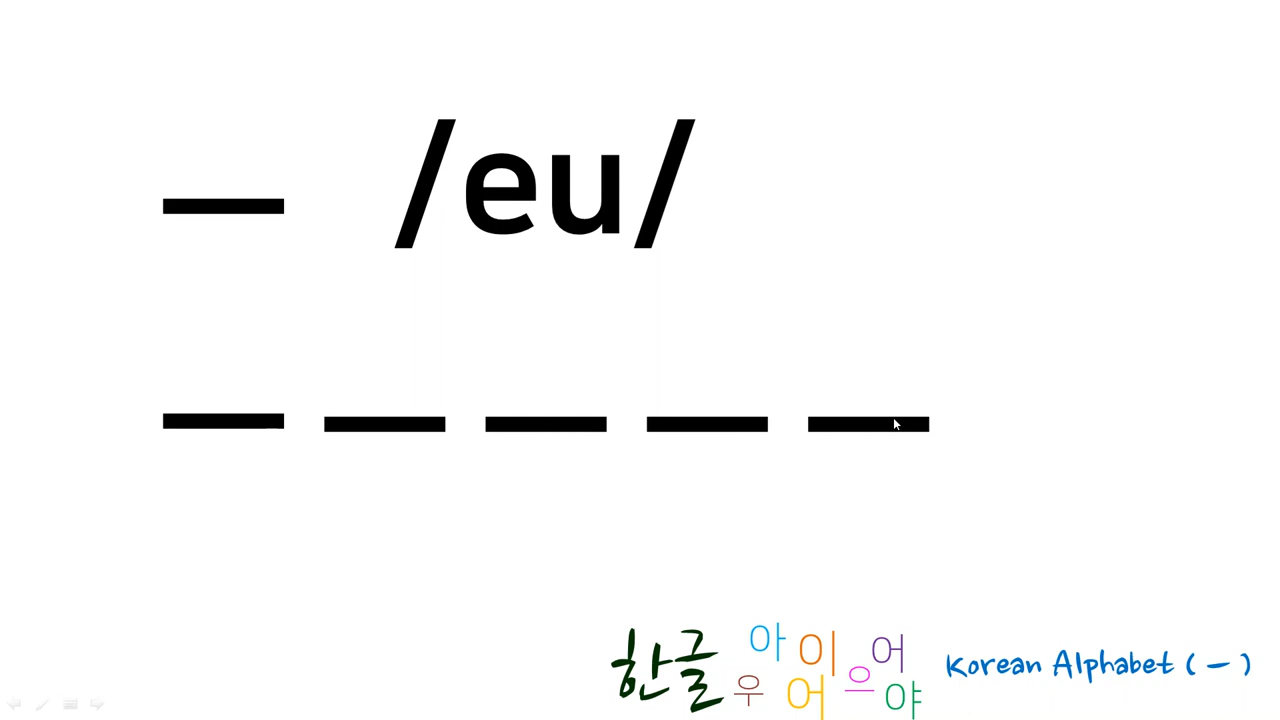 ㅡ /eu/
ㅡ ㅡ ㅡ ㅡ ㅡ
한글 아 이 어 우 어 으 야 Korean Alphabet (ㅡ)